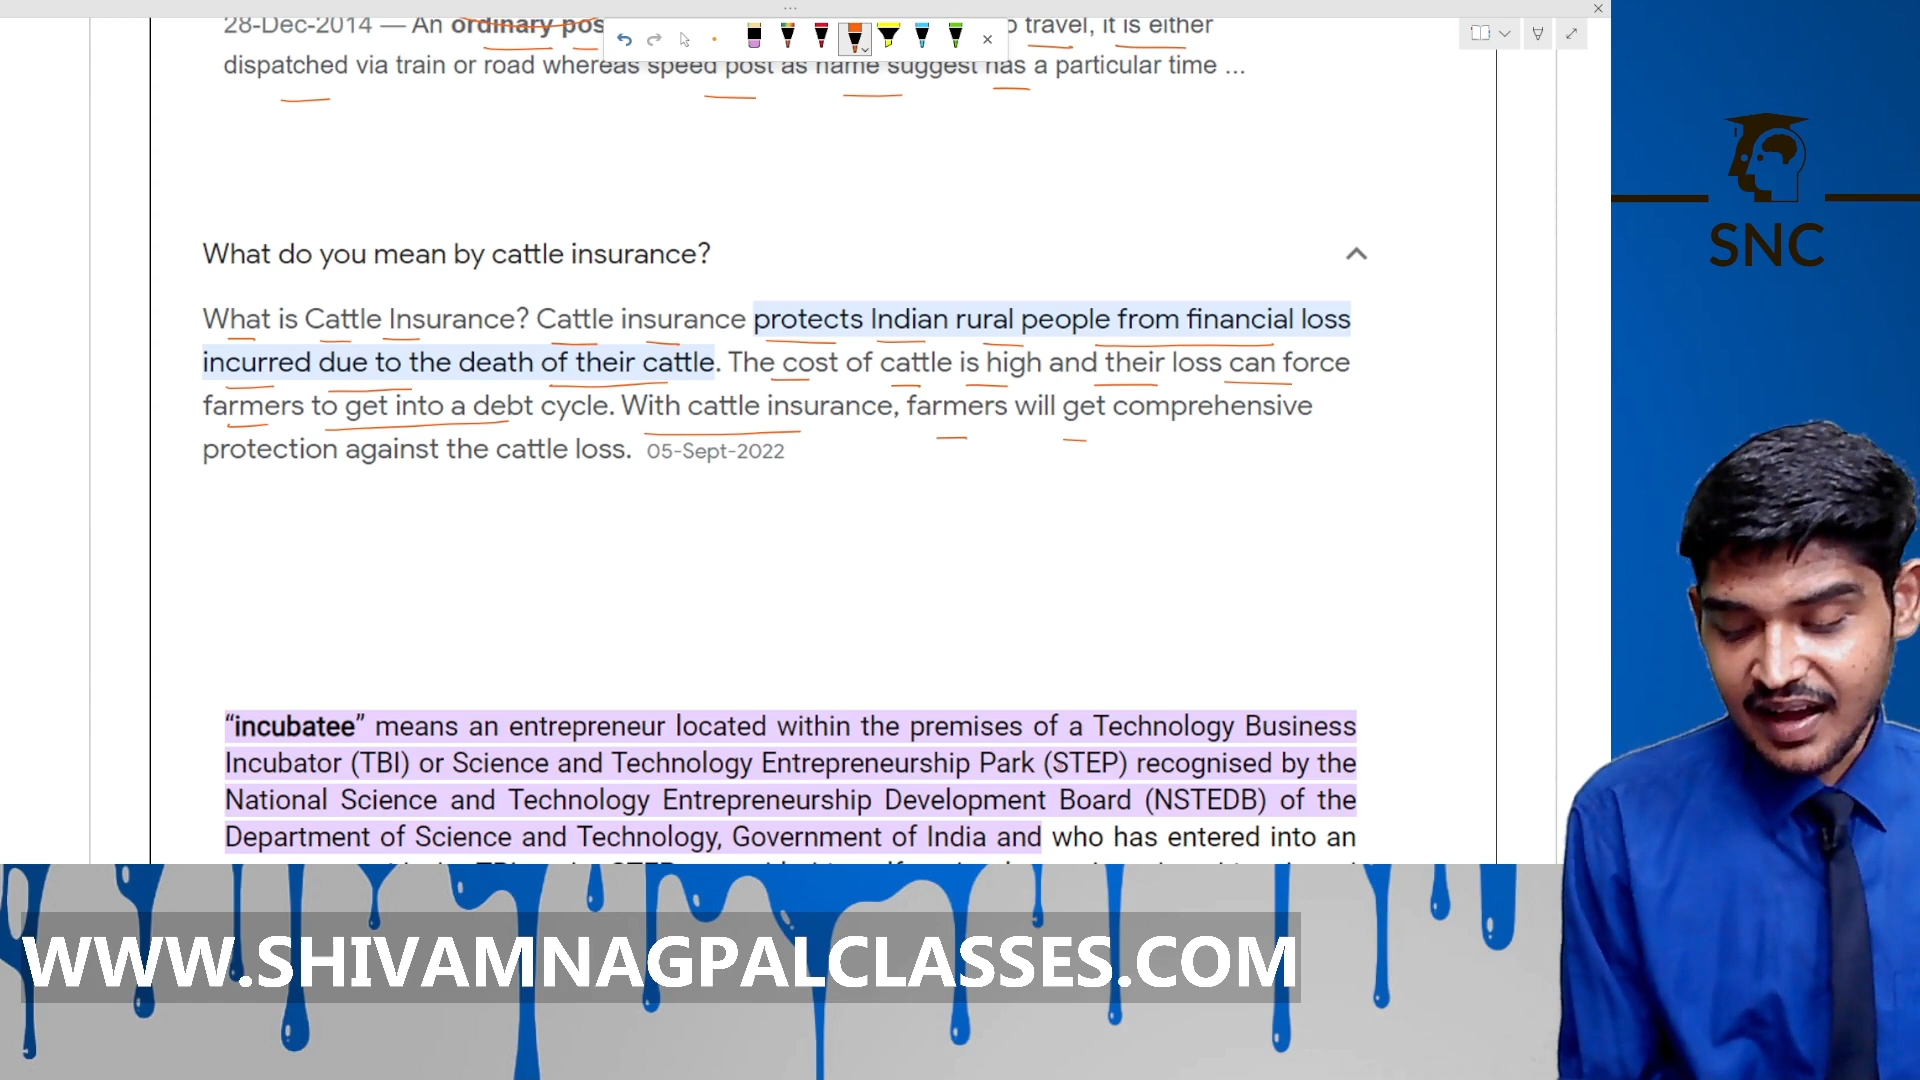 28-Dec-2014 — An ordinary pos travel, it is either
dispatched via train or road whereas speed post as name suggest has a particular time ...
What do you mean by cattle insurance?
What is Cattle Insurance? Cattle insurance protects Indian rural people from financial loss
incurred due to the death of their cattle. The cost of cattle is high and their loss can force
farmers to get into a debt cycle. With cattle insurance, farmers will get comprehensive
protection against the cattle loss. 05-Sept-2022
“incubatee” means an entrepreneur located within the premises of a Technology Business
Incubator (TBI) or Science and Technology Entrepreneurship Park (STEP) recognised by the
National Science and Technology Entrepreneurship Development Board (NSTEDB) of the
Department of Science and Technology, Government of India and who has entered into an
SNC
WWW.SHIVAMNAGPALCLASSES.COM